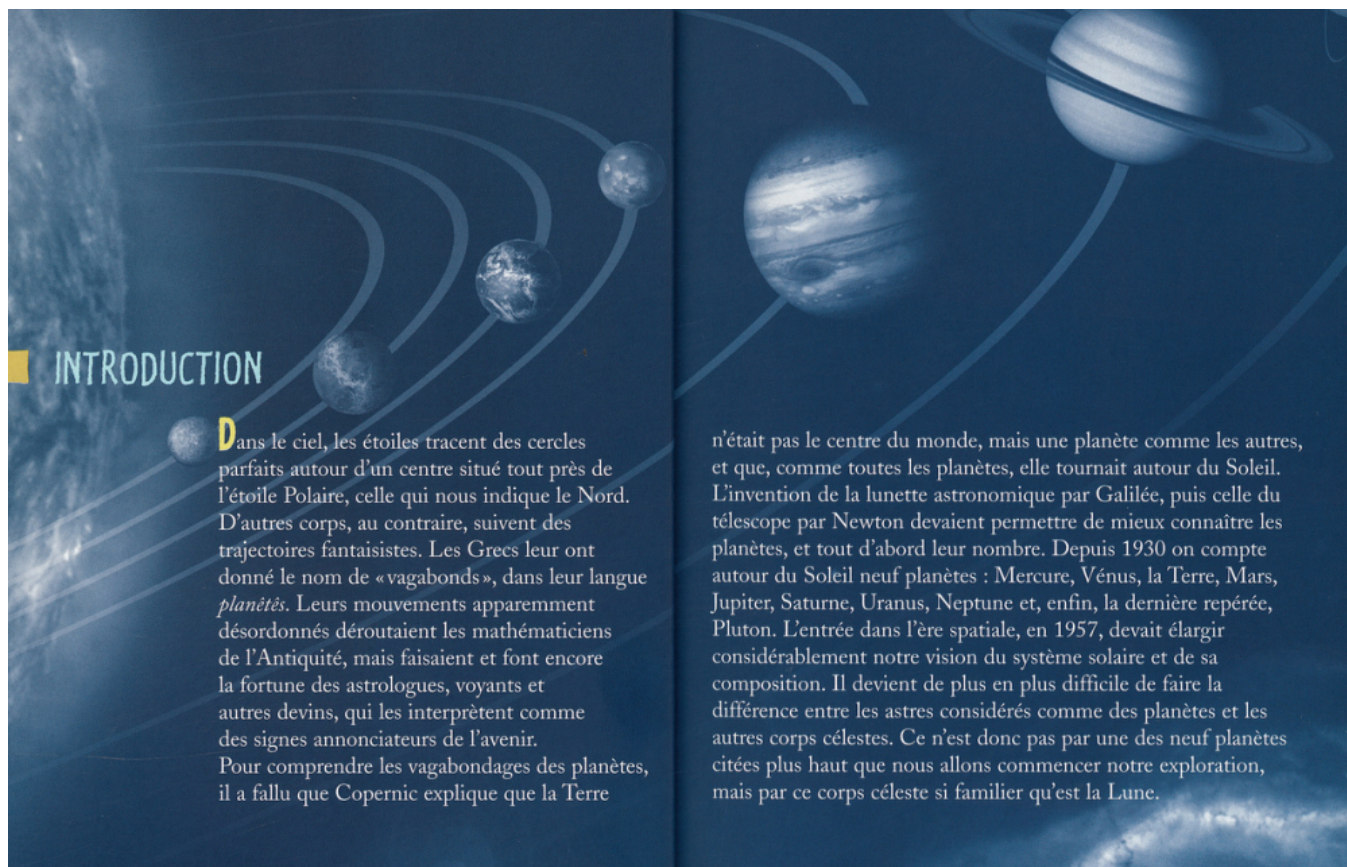 INTRODUCTION
Dans le ciel, les étoiles tracent des cercles
parfaits autour d'un centre situé tout près de
l'étoile Polaire, celle qui nous indique le Nord.
D'autres corps, au contraire, suivent des
trajectoires fantaisistes. Les Grecs leur ont
donné le nom de «vagabonds», dans leur langue
planêtês. Leurs mouvements apparemment
désordonnés déroutaient les mathématiciens
de l'Antiquité, mais faisaient et font encore
la fortune des astrologues, voyants et
autres devins, qui les interprètent comme
des signes annonciateurs de l'avenir.
Pour comprendre les vagabondages des planètes,
il a fallu que Copernic explique que la Terre
n'était pas le centre du monde, mais une planète comme les autres,
et que, comme toutes les planètes, elle tournait autour du Soleil.
L'invention de la lunette astronomique par Galilée, puis celle du
télescope par Newton devaient permettre de mieux connaître les
planètes, et tout d'abord leur nombre. Depuis 1930 on compte
autour du Soleil neuf planètes : Mercure, Vénus, la Terre, Mars,
Jupiter, Saturne, Uranus, Neptune et, enfin, la dernière repérée,
Pluton. L'entrée dans l'ère spatiale, en 1957, devait élargir
considérablement notre vision du système solaire et de sa
composition. Il devient de plus en plus difficile de faire la
différence entre les astres considérés comme des planètes et les
autres corps célestes. Ce n'est donc pas par une des neuf planètes
citées plus haut que nous allons commencer notre exploration,
mais par ce corps céleste si familier qu'est la Lune.